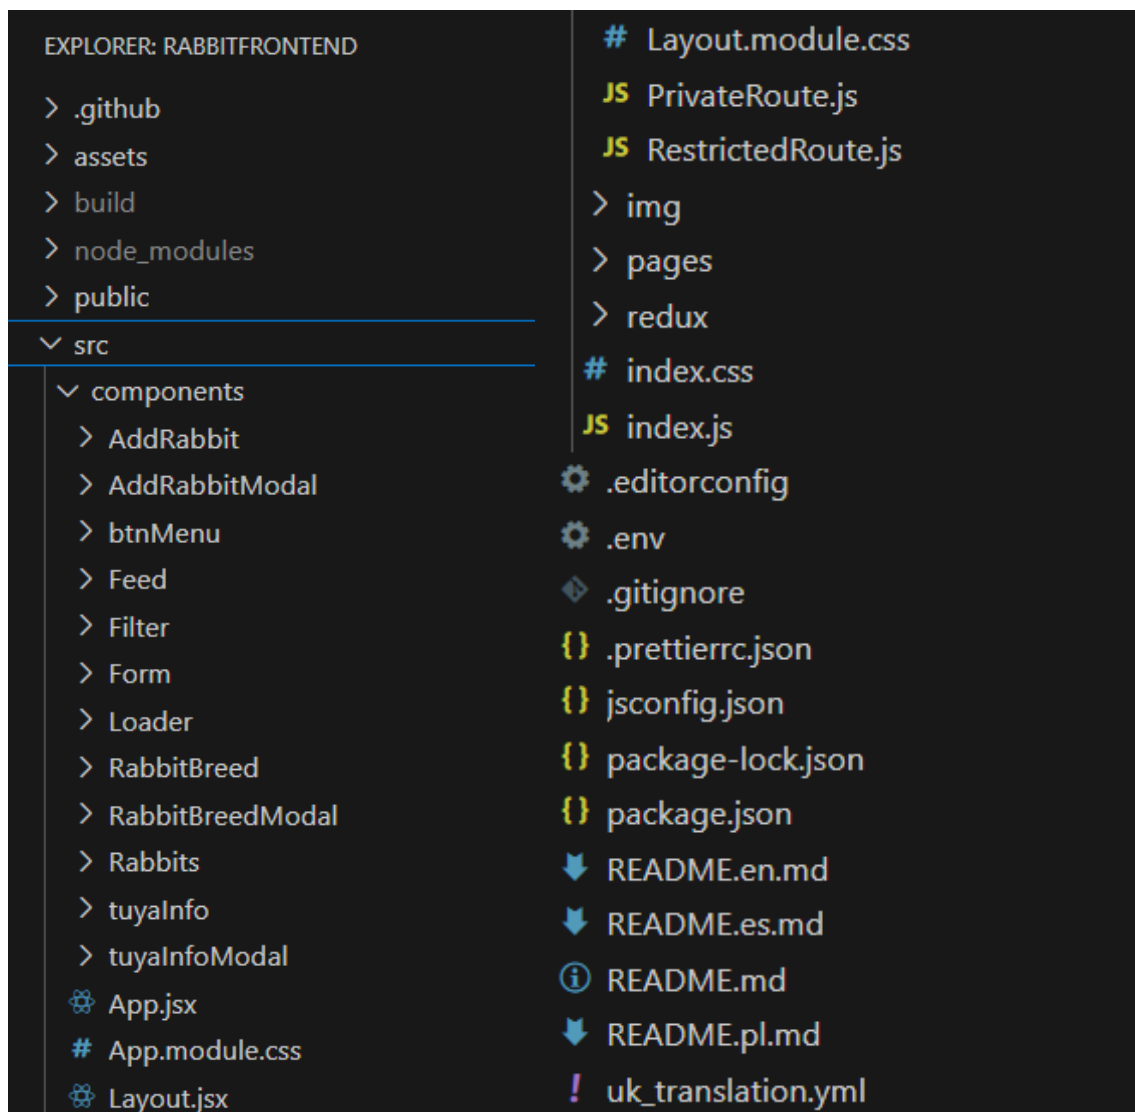 EXPLORER: RABBITFRONTEND
.github
assets
build
node_modules
public
src
components
AddRabbit
AddRabbitModal
btnMenu
Feed
Filter
Form
Loader
RabbitBreed
RabbitBreedModal
Rabbits
tuyaInfo
tuyaInfoModal
App.jsx
# App.module.css
Layout.jsx
# Layout.module.css
JS PrivateRoute.js
JS RestrictedRoute.js
img
pages
redux
# index.css
JS index.js
.editorconfig
.env
.gitignore
{} .prettierrc.json
{} jsconfig.json
{} package-lock.json
{} package.json
README.en.md
README.es.md
README.md
README.pl.md
! uk_translation.yml